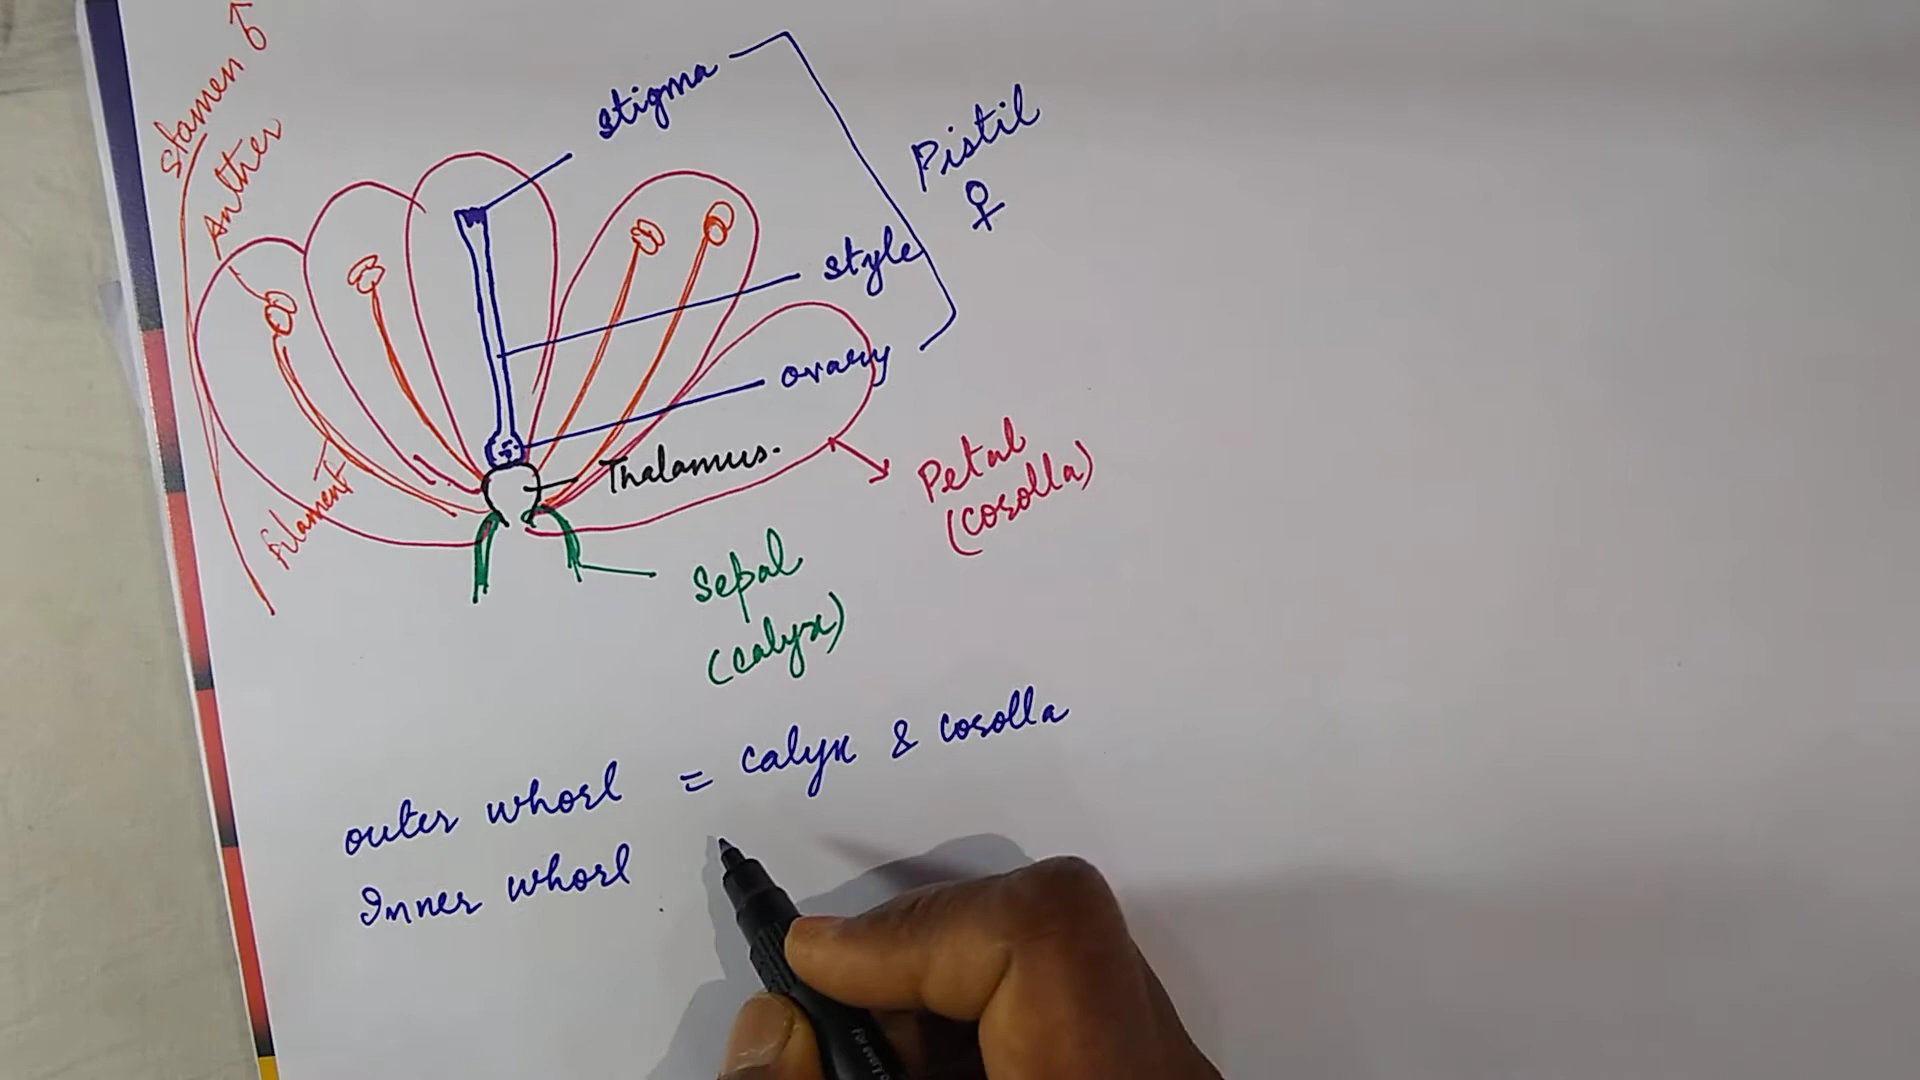 Stamen ♂
Anther
Stigma
Pistil
♀
style
ovary
Thalamus.
Filament
Petal
(corolla)
Sepal
(calyx)
outer whorl = calyx & corolla
Inner whorl